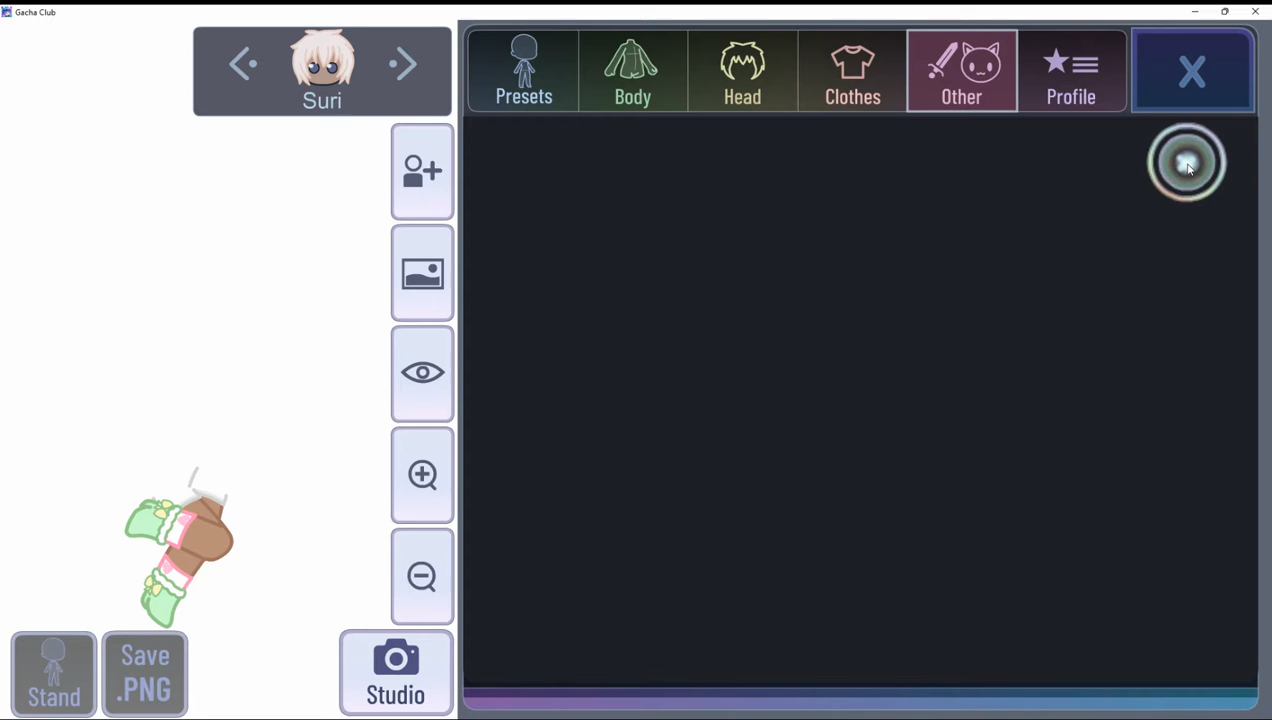 Gacha Club
Suri
Presets
Body
Head
Clothes
Other
Profile
X
Stand
Save
.PNG
Studio